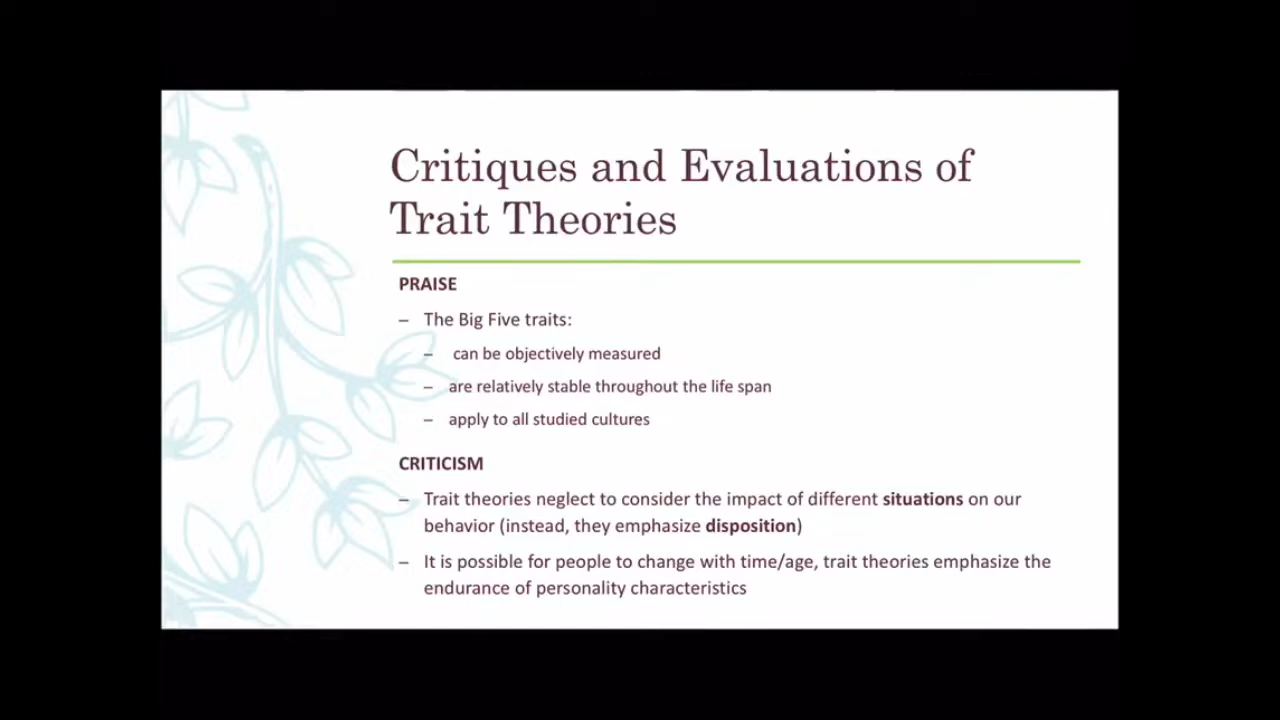 Critiques and Evaluations of
Trait Theories
PRAISE
– The Big Five traits:
– can be objectively measured
– are relatively stable throughout the life span
– apply to all studied cultures
CRITICISM
– Trait theories neglect to consider the impact of different situations on our
behavior (instead, they emphasize disposition)
– It is possible for people to change with time/age, trait theories emphasize the
endurance of personality characteristics